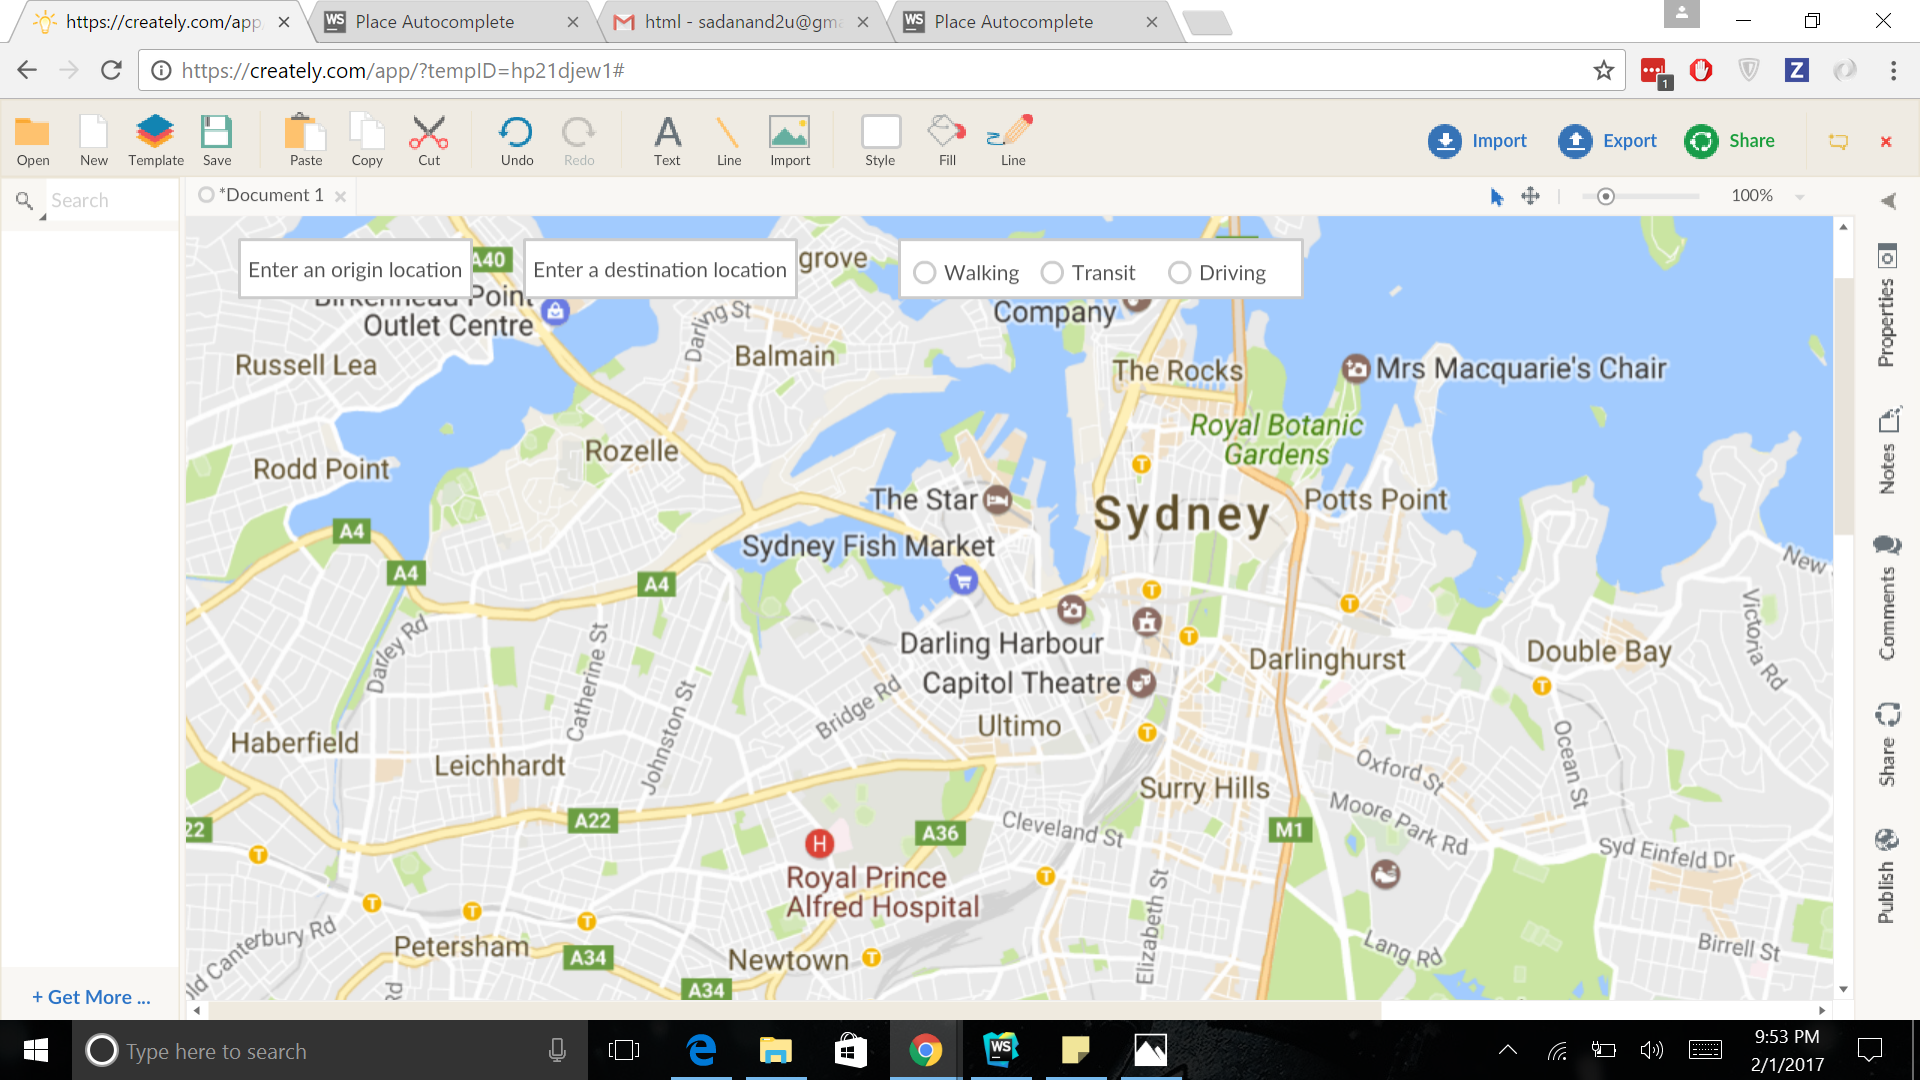 https://creately.com/app
Place Autocomplete
html - sadanand2u@gm
Place Autocomplete
https://creately.com/app/?tempID=hp21djew1#
1
Z
Open
New
Template
Save
Paste
Copy
Cut
Undo
Redo
Text
Line
Import
Style
Fill
Line
Import
Export
Share
Search
*Document 1
100%
Enter an origin location
A40
Enter a destination location
grove
Walking
Transit
Driving
Birkenhead Point
Outlet Centre
Company
Darling St
Russell Lea
Balmain
The Rocks
Mrs Macquarie's Chair
Royal Botanic
Gardens
Rozelle
Rodd Point
The Star
Sydney
Potts Point
A4
Sydney Fish Market
A4
A4
New
Darley Rd
Catherine St
Johnston St
Bridge Rd
Darling Harbour
Capitol Theatre
Ultimo
Darlinghurst
Double Bay
Victoria Rd
Haberfield
Leichhardt
Ocean St
Oxford St
Surry Hills
Moore Park Rd
22
A22
A36
Cleveland St
M1
Syd Einfeld Dr
H
Royal Prince
Alfred Hospital
Elizabeth St
ld Canterbury Rd
Petersham
A34
Newtown
Lang Rd
Birrell St
Rd
A34
Properties
Notes
Comments
Share
Publish
+ Get More ...
Type here to search
WS
9:53 PM
2/1/2017